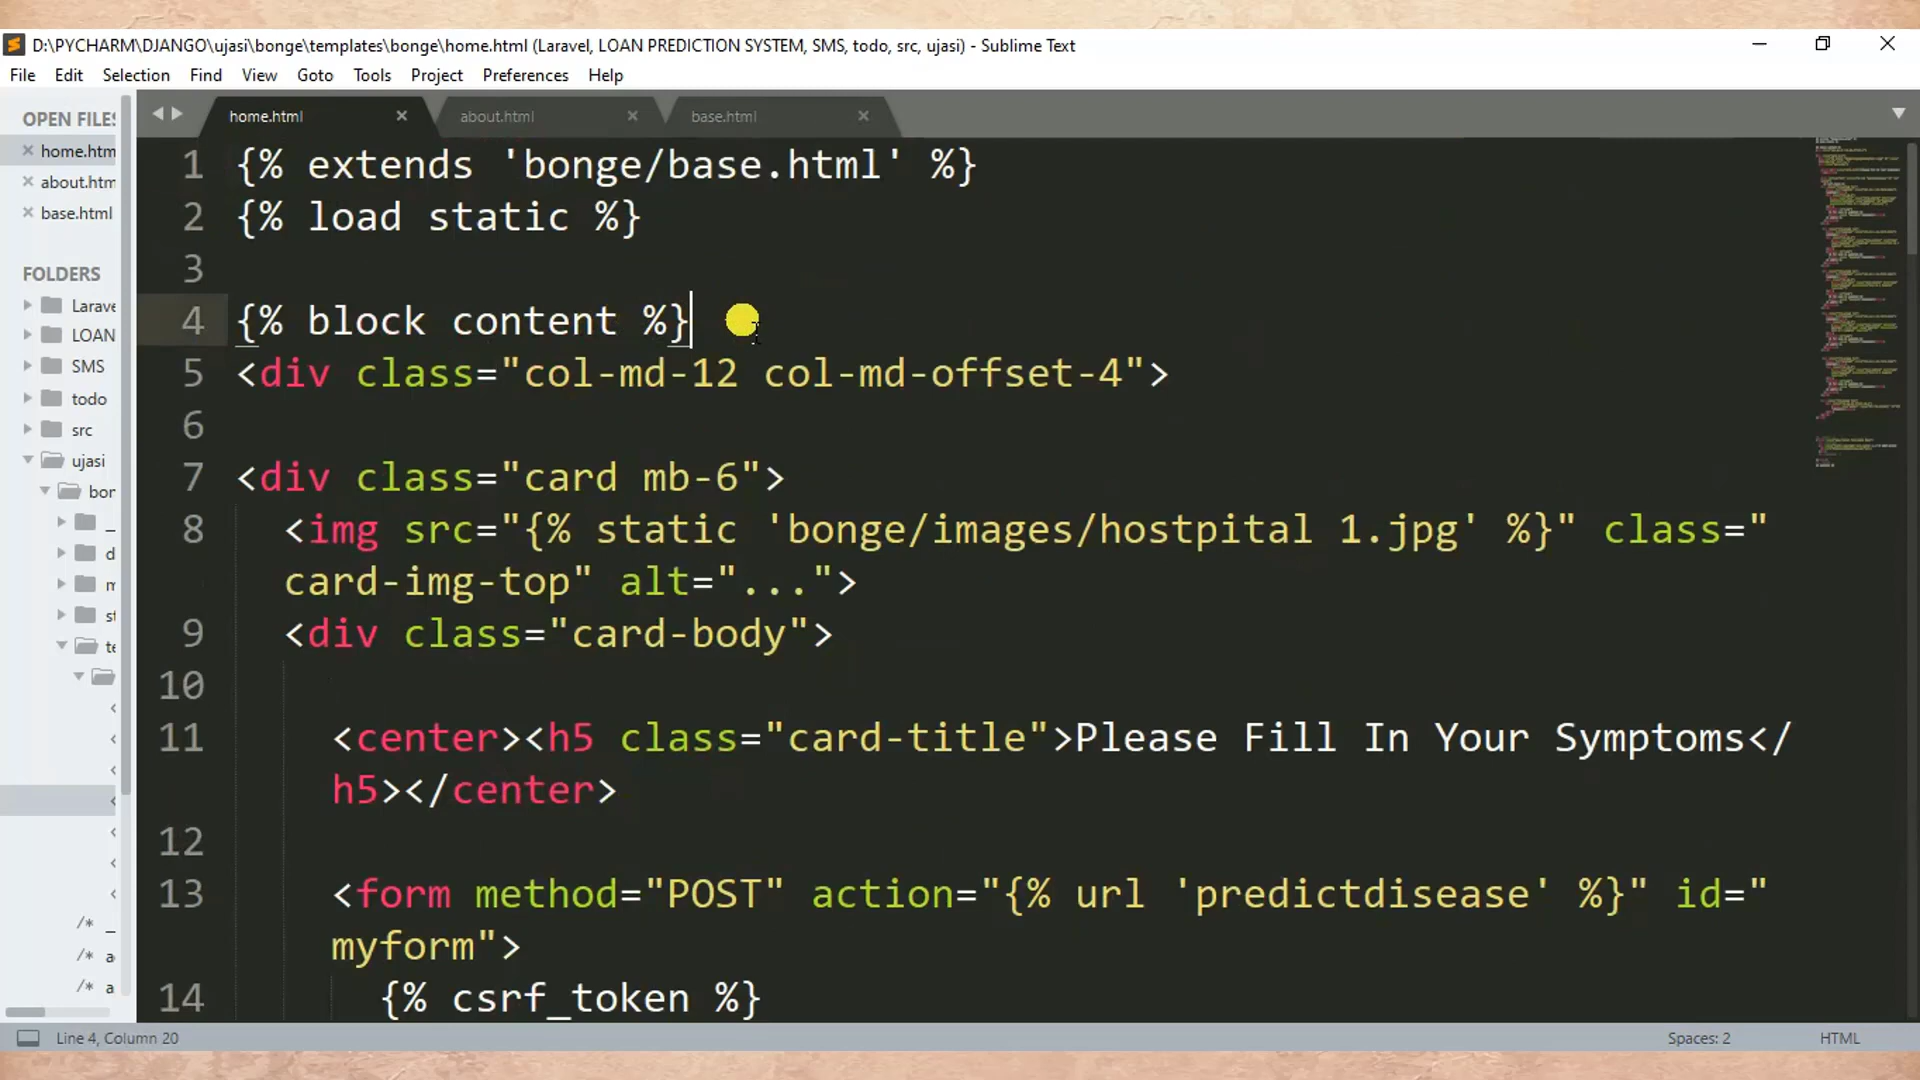 D:\PYCHARM\DJANGO\ujasi\bonge\templates\bonge\home.html (Laravel, LOAN PREDICTION SYSTEM, SMS, todo, src, ujasi) - Sublime Text
File Edit Selection Find View Goto Tools Project Preferences Help
OPEN FILES
home.htm
about.htm
base.html
FOLDERS
Larave
LOAN
SMS
todo
src
ujasi
bor
_
d
m
st
te
<
<
<
<
<
<
<
/* _
/* a
/* a
home.html about.html base.html
1 {% extends 'bonge/base.html' %}
2 {% load static %}
3
4 {% block content %}
5 <div class="col-md-12 col-md-offset-4">
6
7 <div class="card mb-6">
8 <img src="{% static 'bonge/images/hostpital 1.jpg' %}" class="
card-img-top" alt="...">
9 <div class="card-body">
10
11 <center><h5 class="card-title">Please Fill In Your Symptoms</
h5></center>
12
13 <form method="POST" action="{% url 'predictdisease' %}" id="
myform">
14 {% csrf_token %}
Line 4, Column 20
Spaces: 2
HTML